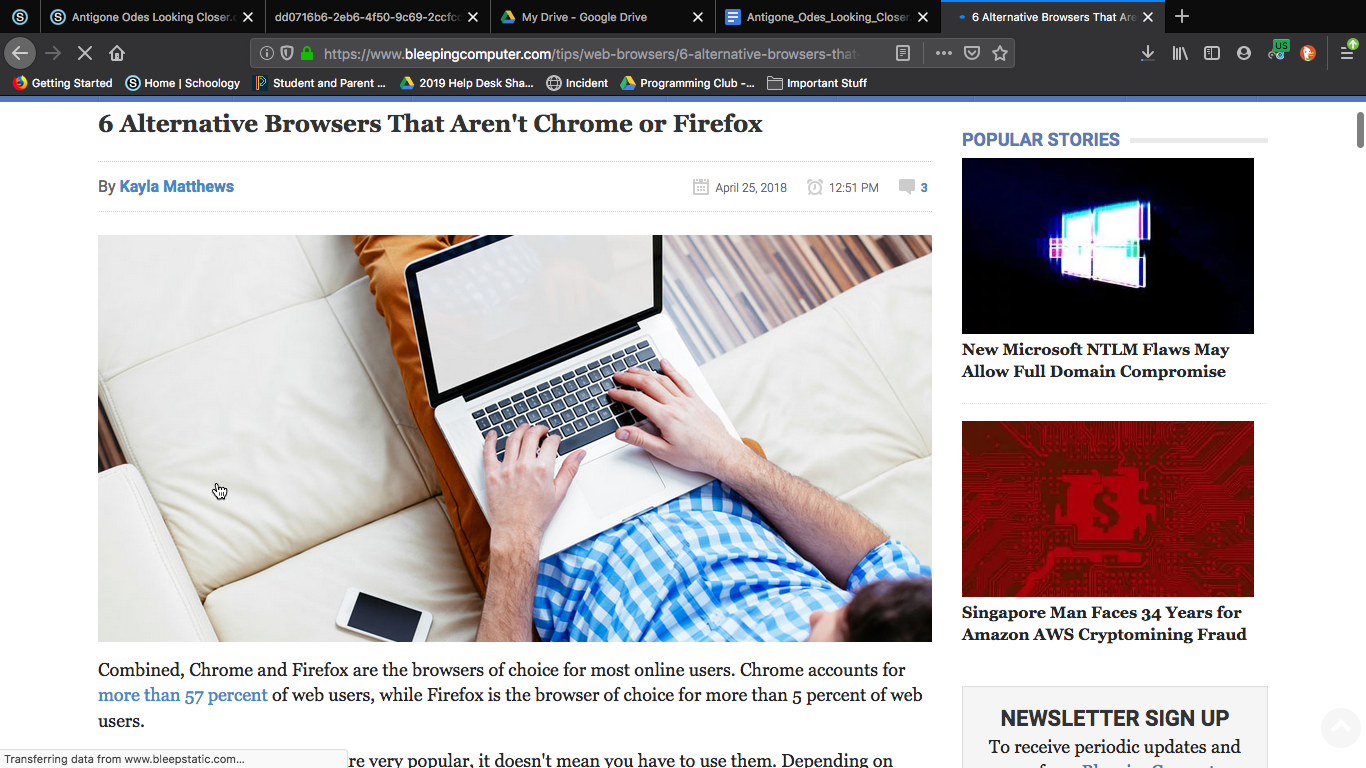 Antigone Odes Looking Closer.
dd0716b6-2eb6-4f50-9c69-2ccfc
My Drive - Google Drive
Antigone_Odes_Looking_Closer
6 Alternative Browsers That Are
https://www.bleepingcomputer.com/tips/web-browsers/6-alternative-browsers-that
US
Getting Started
Home | Schoology
Student and Parent ...
2019 Help Desk Sha...
Incident
Programming Club -...
Important Stuff
6 Alternative Browsers That Aren't Chrome or Firefox
By Kayla Matthews
April 25, 2018
12:51 PM
3
Combined, Chrome and Firefox are the browsers of choice for most online users. Chrome accounts for
more than 57 percent of web users, while Firefox is the browser of choice for more than 5 percent of web
users.
re very popular, it doesn't mean you have to use them. Depending on
POPULAR STORIES
New Microsoft NTLM Flaws May
Allow Full Domain Compromise
$
Singapore Man Faces 34 Years for
Amazon AWS Cryptomining Fraud
NEWSLETTER SIGN UP
To receive periodic updates and
Transferring data from www.bleepstatic.com...